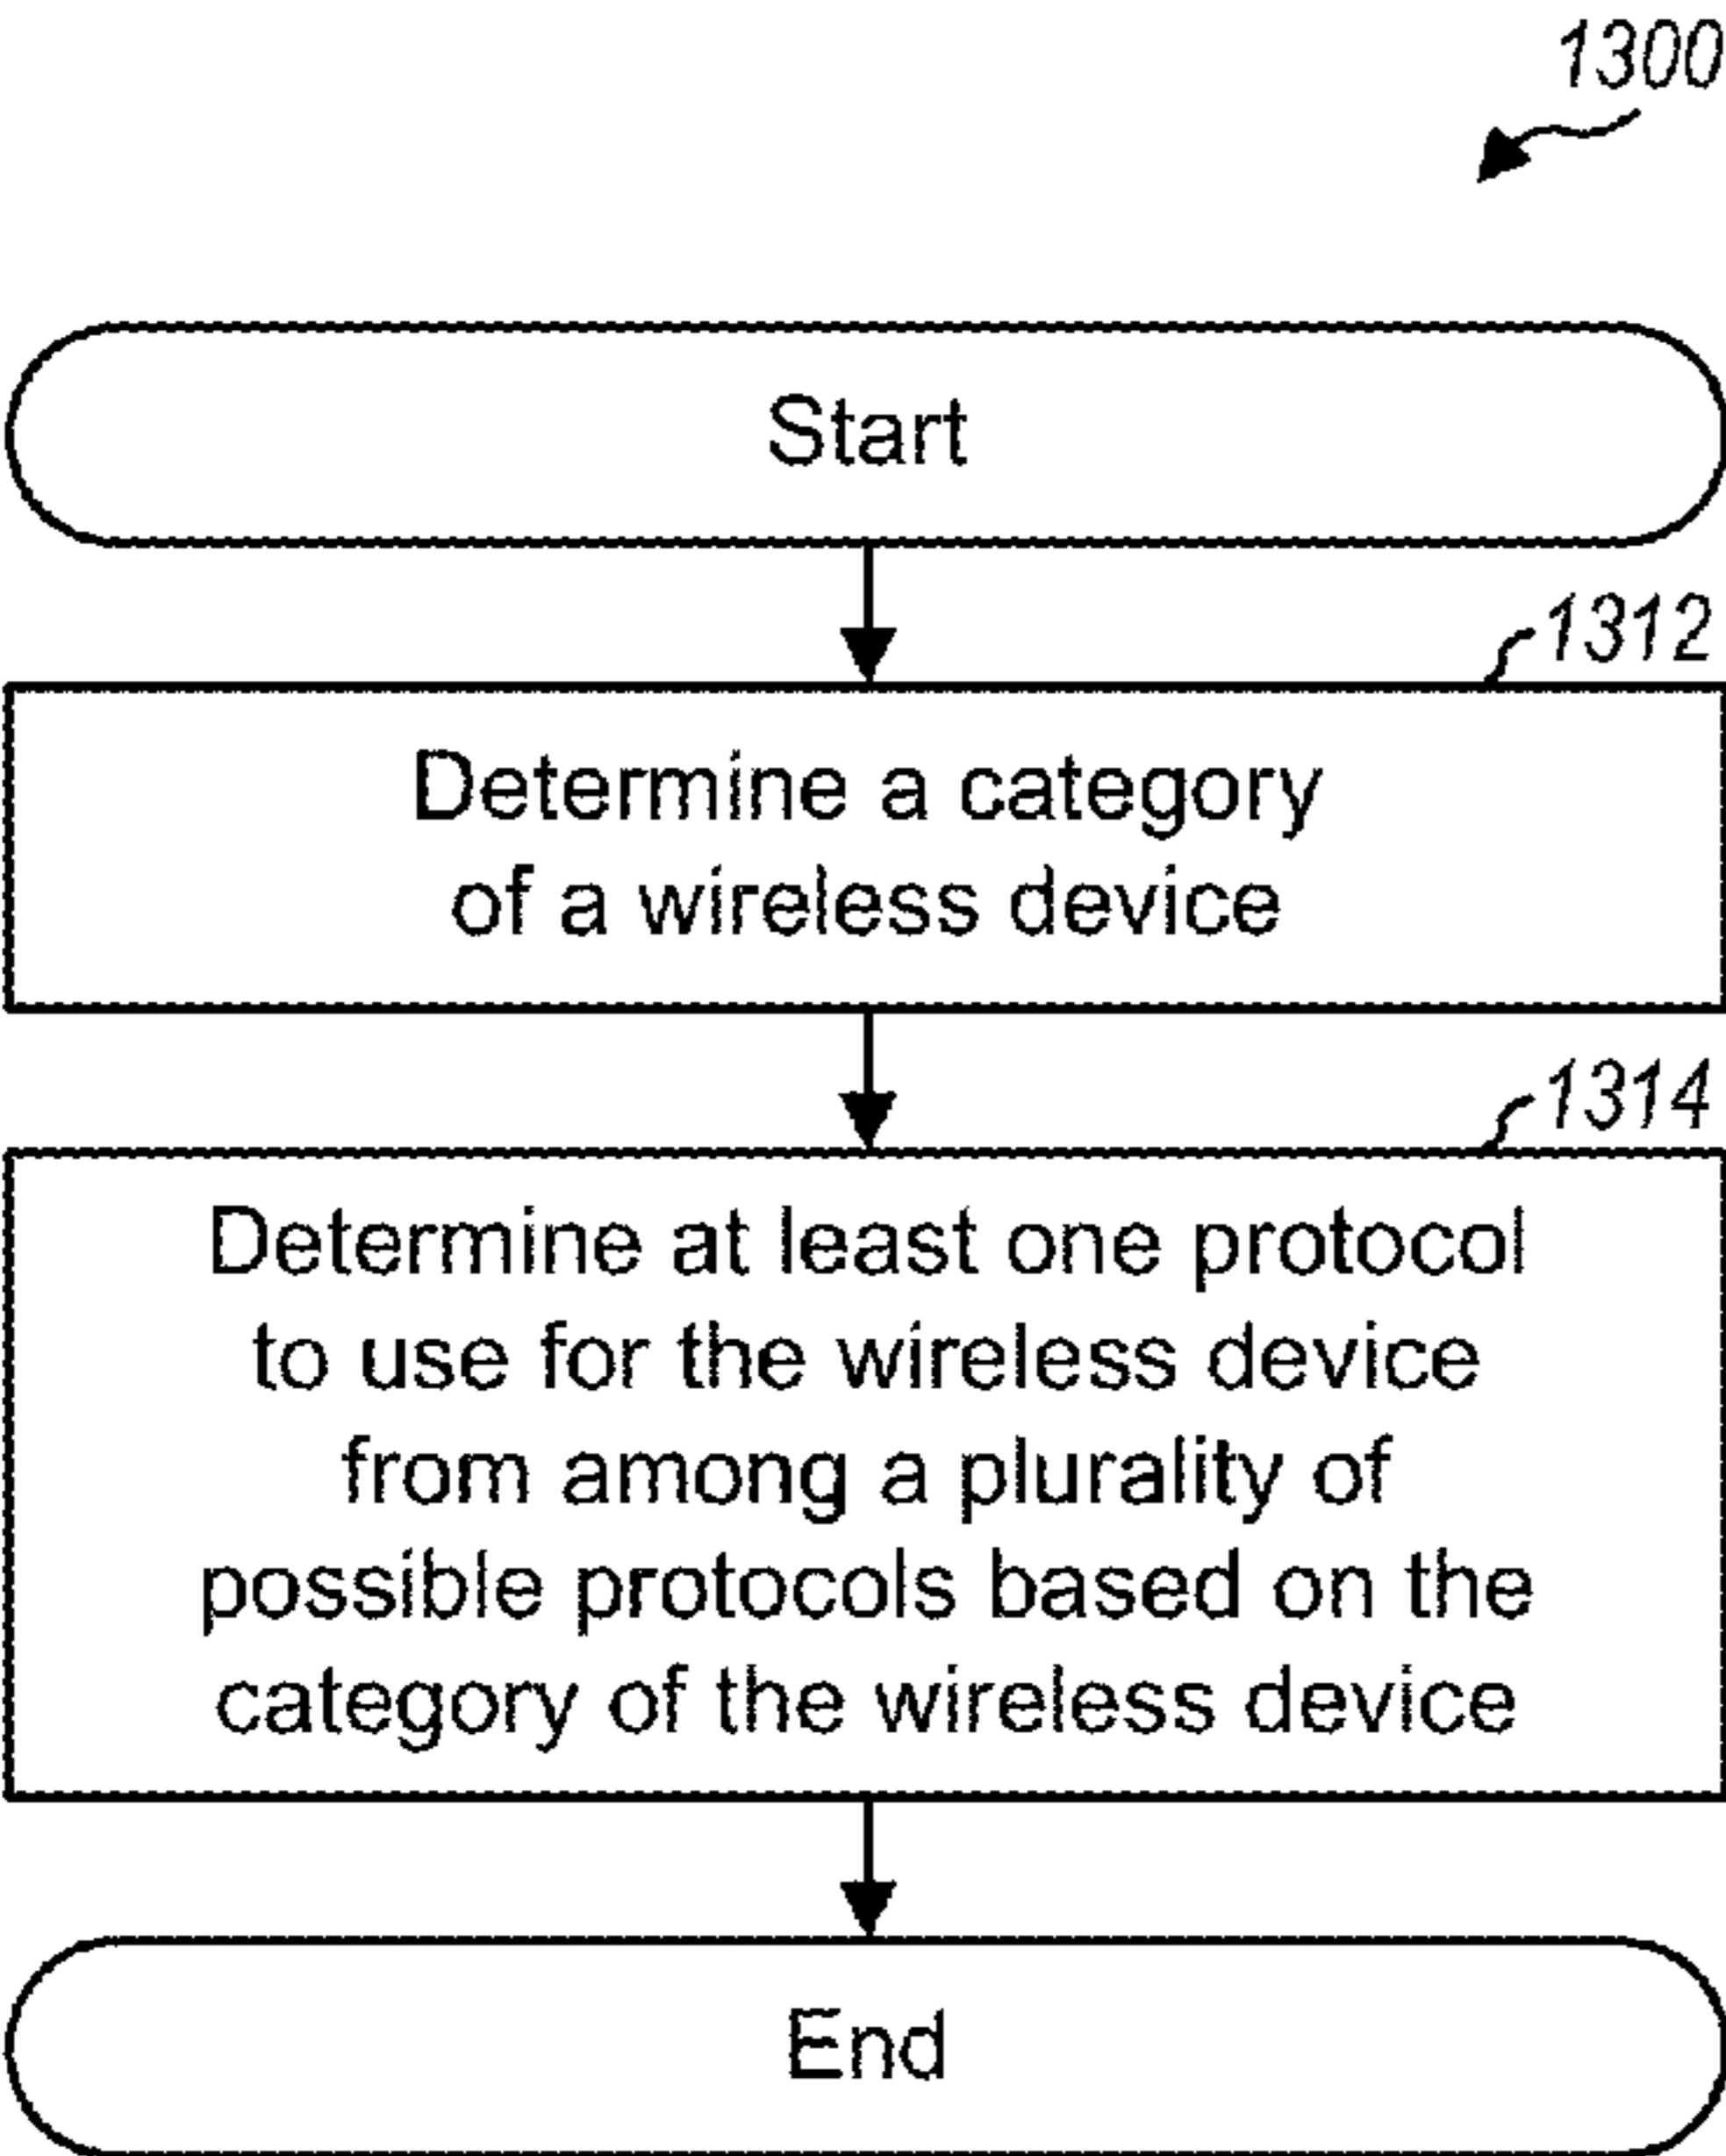 1300
Start
1312
Determine a category
of a wireless device
1314
Determine at least one protocol
to use for the wireless device
from among a plurality of
possible protocols based on the
category of the wireless device
End